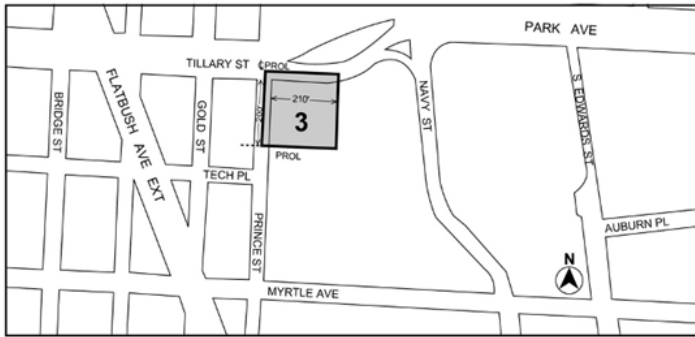 PARK AVE
TILLARY ST
℄PROL
210'
200'
3
PROL
BRIDGE ST
FLATBUSH AVE EXT
GOLD ST
TECH PL
PRINCE ST
NAVY ST
S EDWARDS ST
AUBURN PL
N
MYRTLE AVE